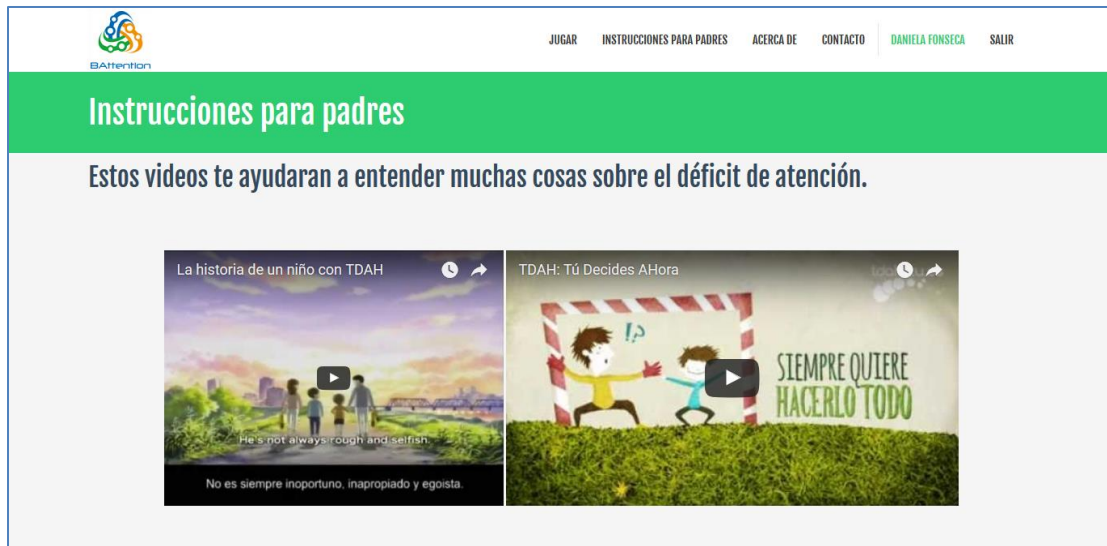 BAttention
JUGAR INSTRUCCIONES PARA PADRES ACERCA DE CONTACTO DANIELA FONSECA SALIR
Instrucciones para padres
Estos videos te ayudaran a entender muchas cosas sobre el déficit de atención.
La historia de un niño con TDAH
He's not always rough and selfish.
No es siempre inoportuno, inapropiado y egoista.
TDAH: Tú Decides AHora
!?
SIEMPRE QUIERE
HACERLO TODO